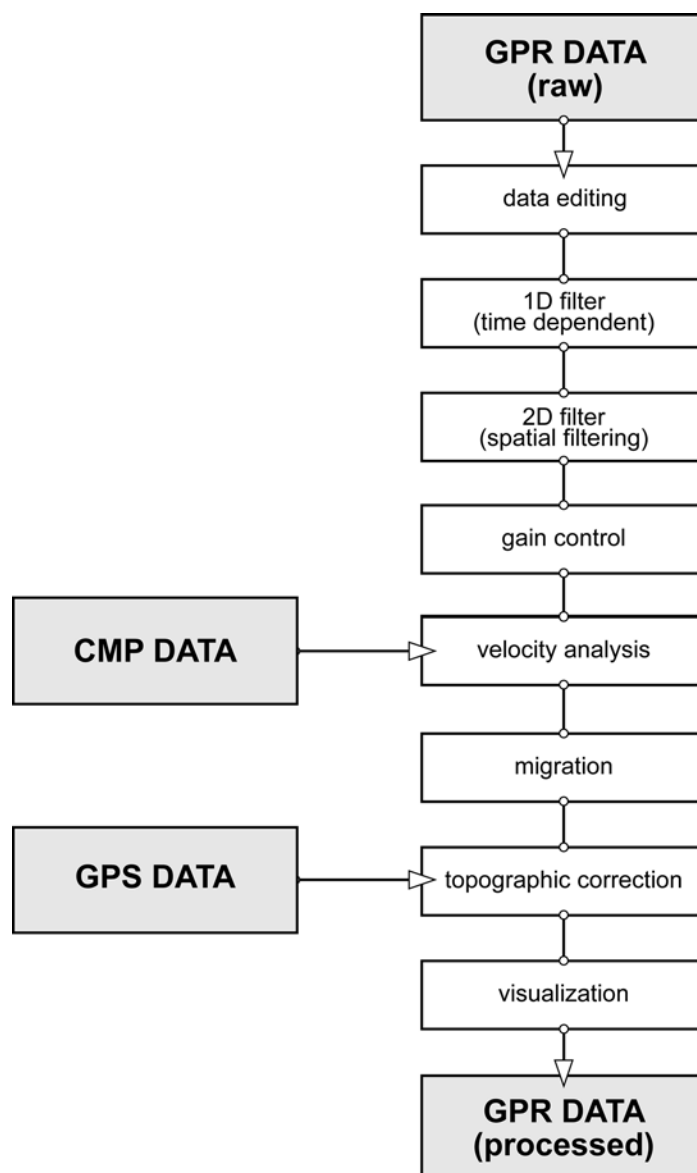 GPR DATA
(raw)
data editing
1D filter
(time dependent)
2D filter
(spatial filtering)
gain control
CMP DATA
velocity analysis
migration
GPS DATA
topographic correction
visualization
GPR DATA
(processed)